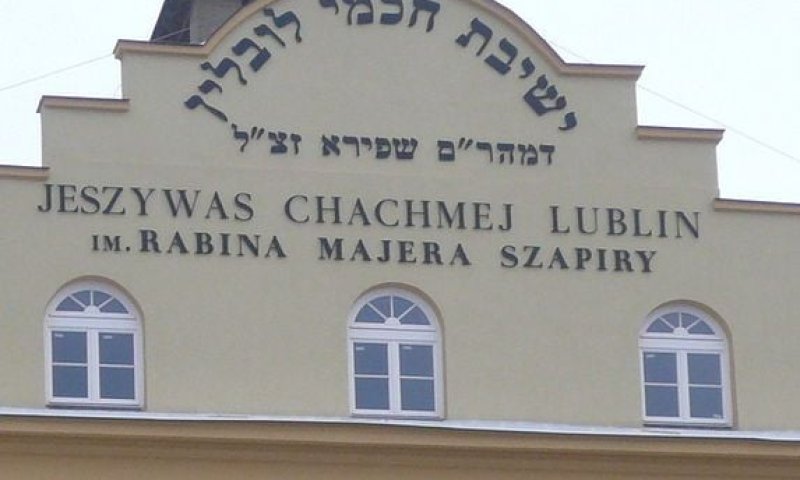 ישיבת חכמי לובלין
דמהר"ם שפירא זצ"ל
JESZYWAS CHACHMEJ LUBLIN
IM. RABINA MAJERA SZAPIRY